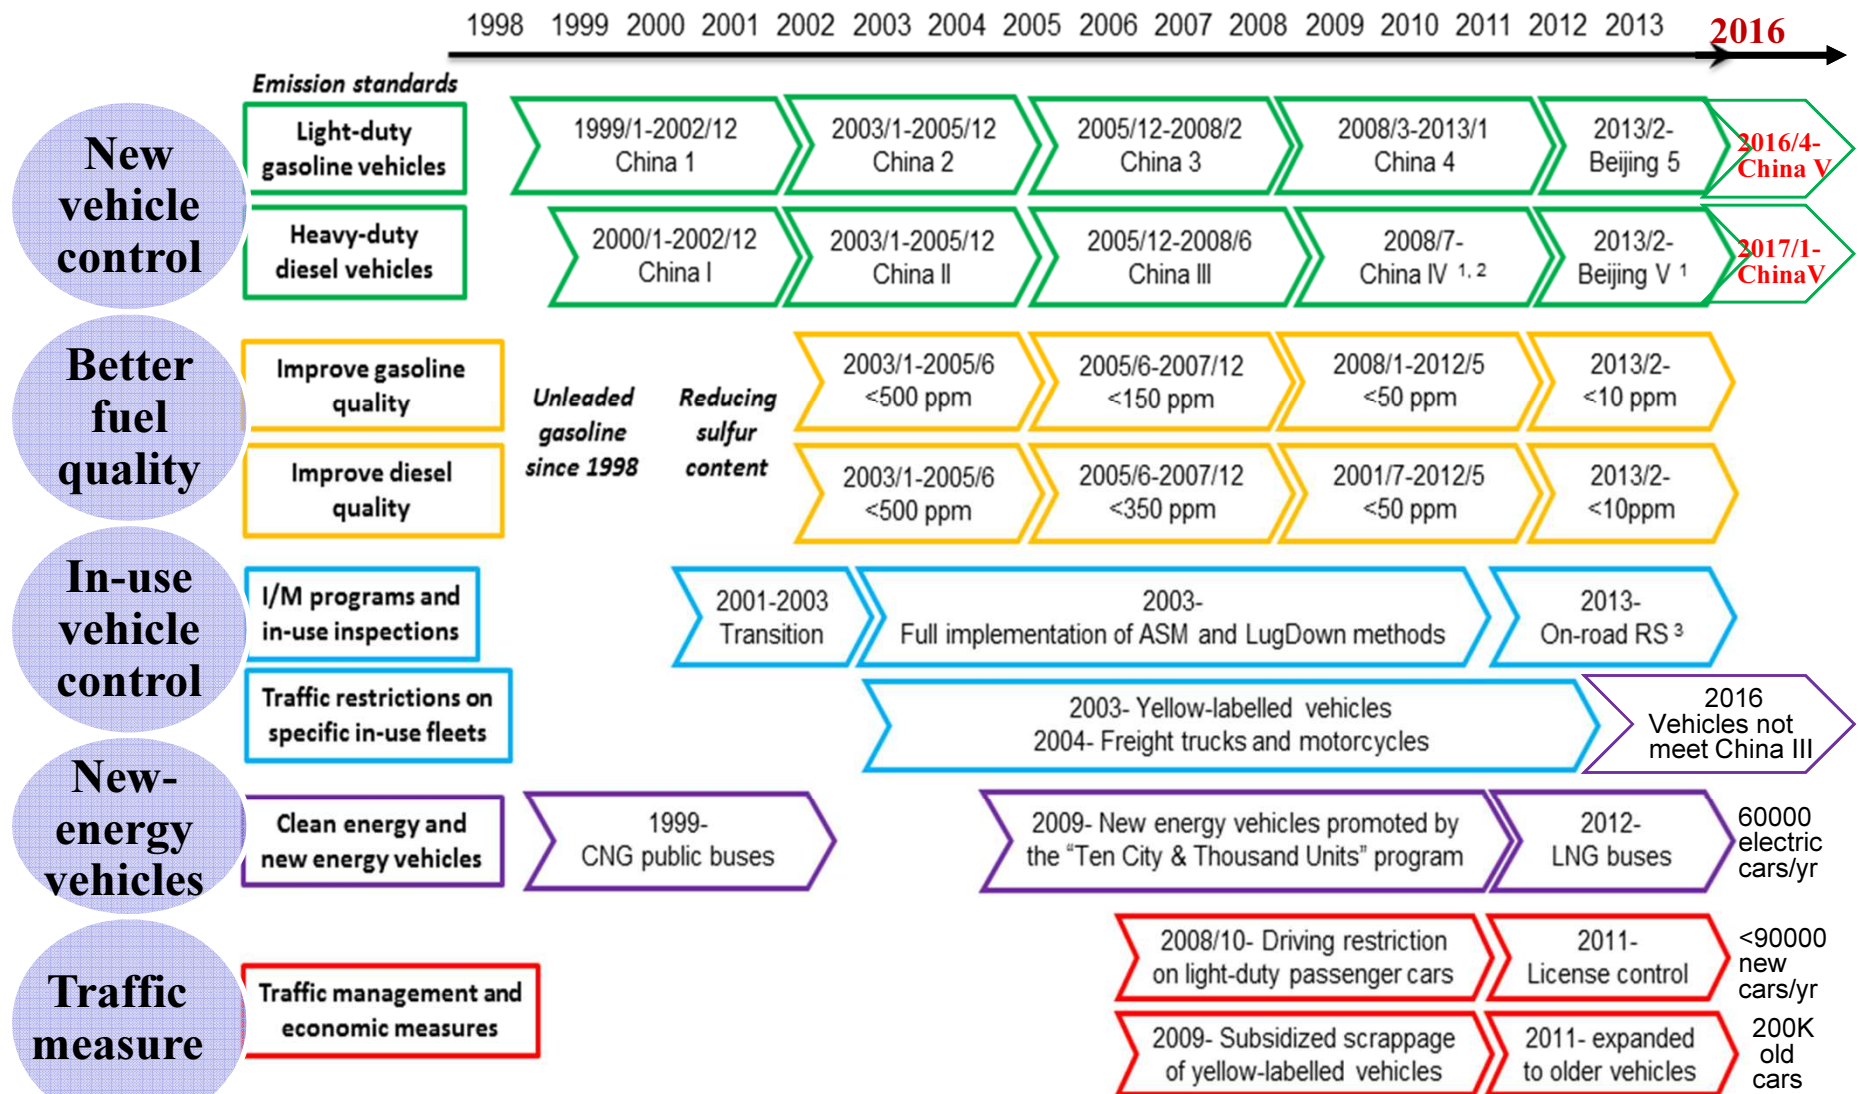 1998 1999 2000 2001 2002 2003 2004 2005 2006 2007 2008 2009 2010 2011 2012 2013 2016
Emission standards
New
vehicle
control
Light-duty
gasoline vehicles
1999/1-2002/12
China 1
2003/1-2005/12
China 2
2005/12-2008/2
China 3
2008/3-2013/1
China 4
2013/2-
Beijing 5
2016/4-
China V
Heavy-duty
diesel vehicles
2000/1-2002/12
China I
2003/1-2005/12
China II
2005/12-2008/6
China III
2008/7-
China IV 1, 2
2013/2-
Beijing V 1
2017/1-
ChinaV
Better
fuel
quality
Improve gasoline
quality
Unleaded
gasoline
since 1998
Reducing
sulfur
content
2003/1-2005/6
<500 ppm
2005/6-2007/12
<150 ppm
2008/1-2012/5
<50 ppm
2013/2-
<10 ppm
Improve diesel
quality
2003/1-2005/6
<500 ppm
2005/6-2007/12
<350 ppm
2001/7-2012/5
<50 ppm
2013/2-
<10ppm
In-use
vehicle
control
I/M programs and
in-use inspections
2001-2003
Transition
2003-
Full implementation of ASM and LugDown methods
2013-
On-road RS 3
Traffic restrictions on
specific in-use fleets
2003- Yellow-labelled vehicles
2004- Freight trucks and motorcycles
2016
Vehicles not
meet China III
New-
energy
vehicles
Clean energy and
new energy vehicles
1999-
CNG public buses
2009- New energy vehicles promoted by
the “Ten City & Thousand Units” program
2012-
LNG buses
60000
electric
cars/yr
Traffic
measure
Traffic management and
economic measures
2008/10- Driving restriction
on light-duty passenger cars
2011-
License control
<90000
new
cars/yr
2009- Subsidized scrappage
of yellow-labelled vehicles
2011- expanded
to older vehicles
200K
old
cars